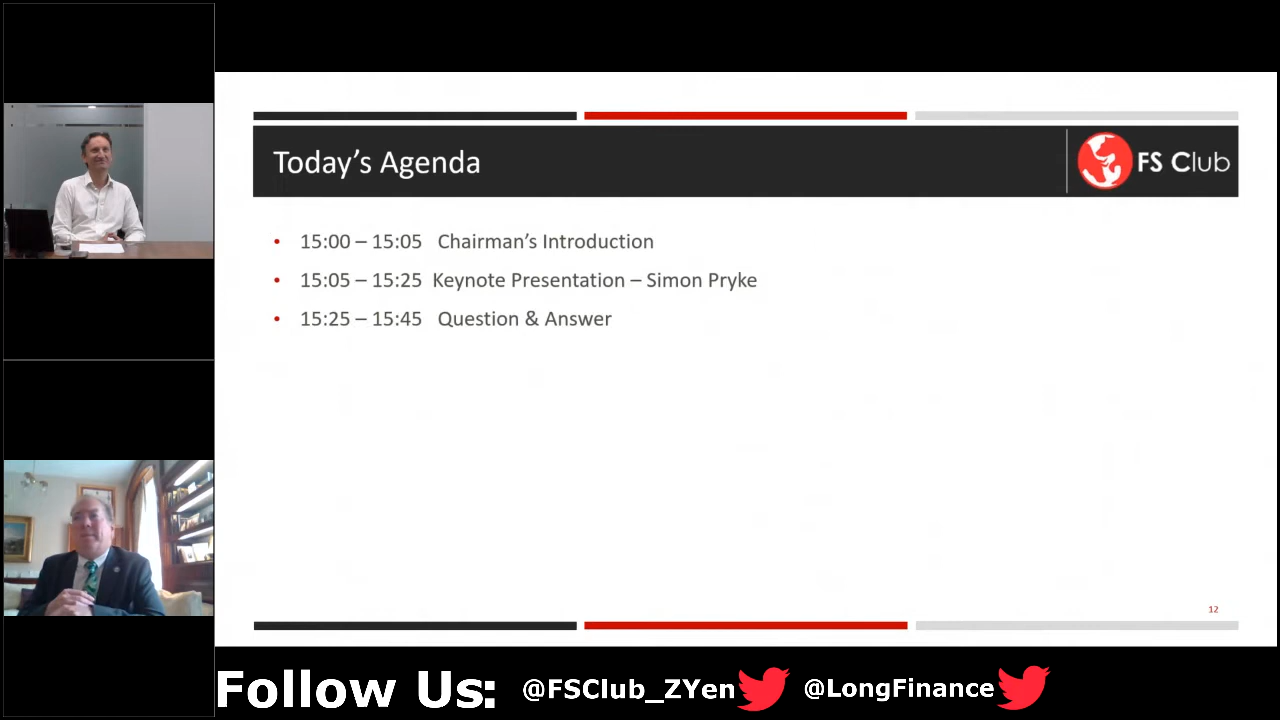 Today's Agenda
FS Club
• 15:00 – 15:05 Chairman's Introduction
• 15:05 – 15:25 Keynote Presentation – Simon Pryke
• 15:25 – 15:45 Question & Answer
12
Follow Us: @FSClub_ZYen @LongFinance